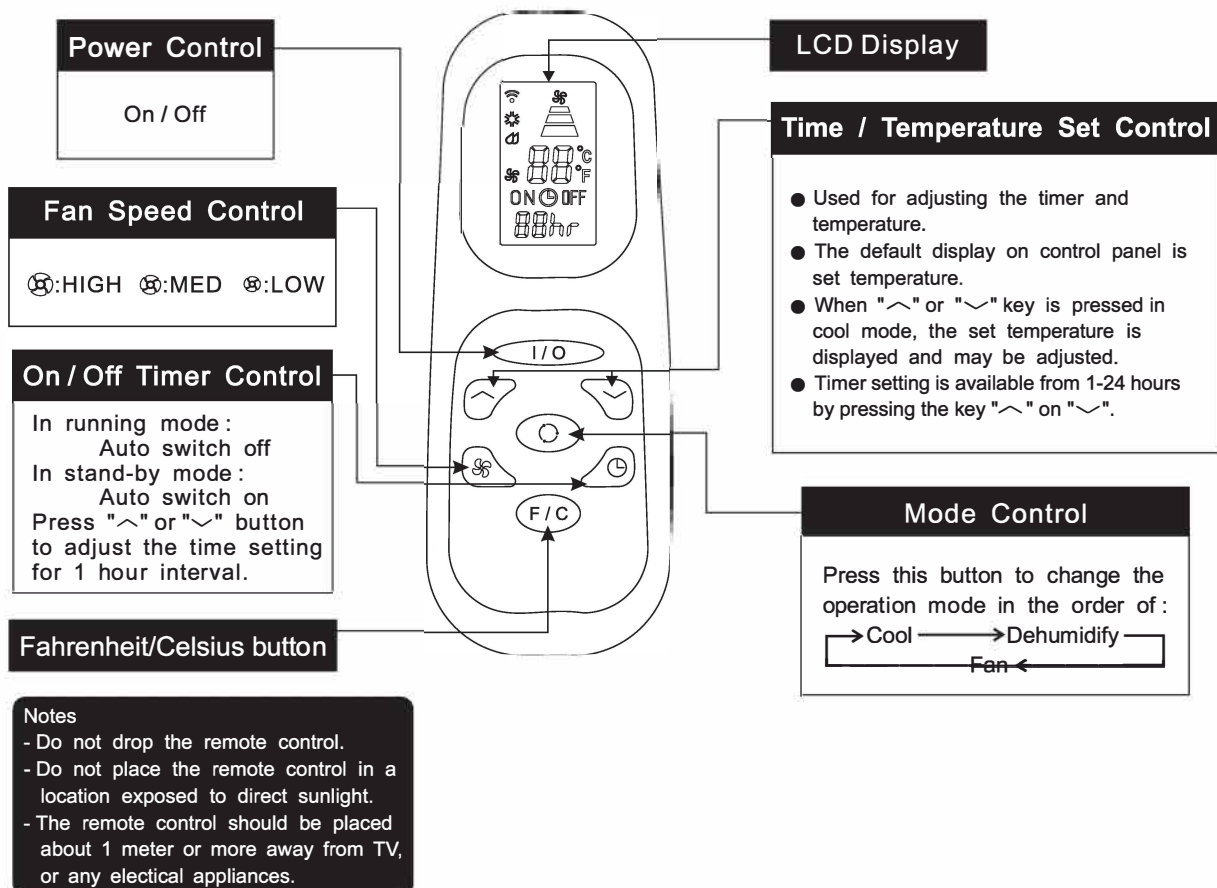 Power Control
On / Off
Fan Speed Control
:HIGH :MED :LOW
On / Off Timer Control
In running mode :
Auto switch off
In stand-by mode :
Auto switch on
Press "︿" or "﹀" button
to adjust the time setting
for 1 hour interval.
Fahrenheit/Celsius button
Notes
- Do not drop the remote control.
- Do not place the remote control in a
location exposed to direct sunlight.
- The remote control should be placed
about 1 meter or more away from TV,
or any electical appliances.
88°C
°F
ON OFF
88hr
I / O
F / C
LCD Display
Time / Temperature Set Control
● Used for adjusting the timer and
temperature.
● The default display on control panel is
set temperature.
● When "︿" or "﹀" key is pressed in
cool mode, the set temperature is
displayed and may be adjusted.
● Timer setting is available from 1-24 hours
by pressing the key "︿" on "﹀".
Mode Control
Press this button to change the
operation mode in the order of :
Cool → Dehumidify
Fan